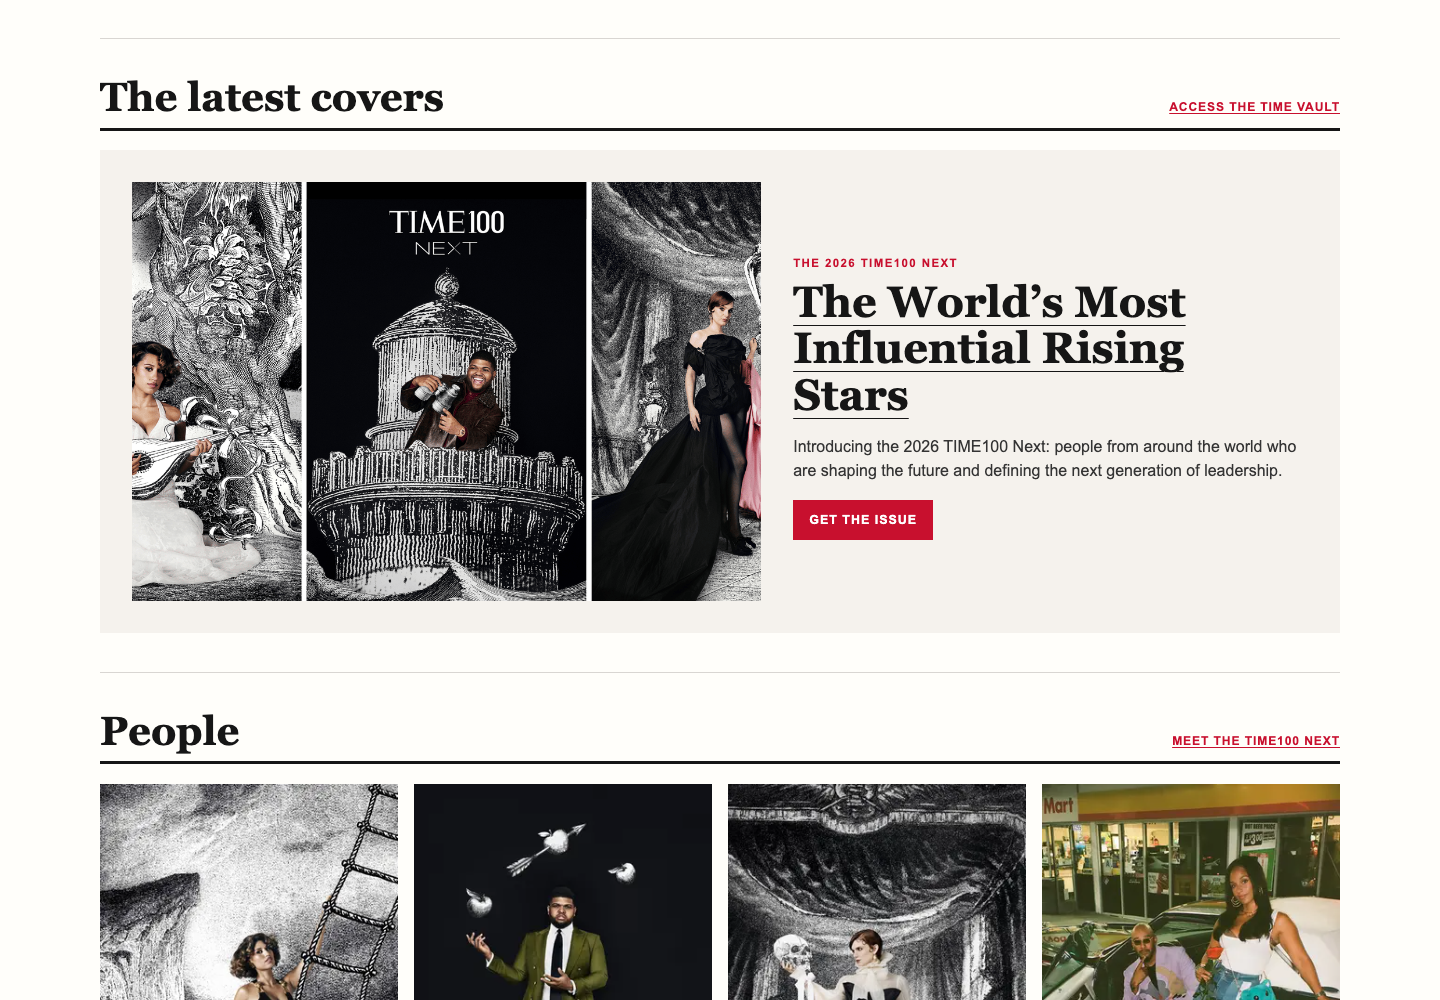 The latest covers
ACCESS THE TIME VAULT
TIME100
NEXT
THE 2026 TIME100 NEXT
The World’s Most
Influential Rising
Stars
Introducing the 2026 TIME100 Next: people from around the world who
are shaping the future and defining the next generation of leadership.
GET THE ISSUE
People
MEET THE TIME100 NEXT
Mart